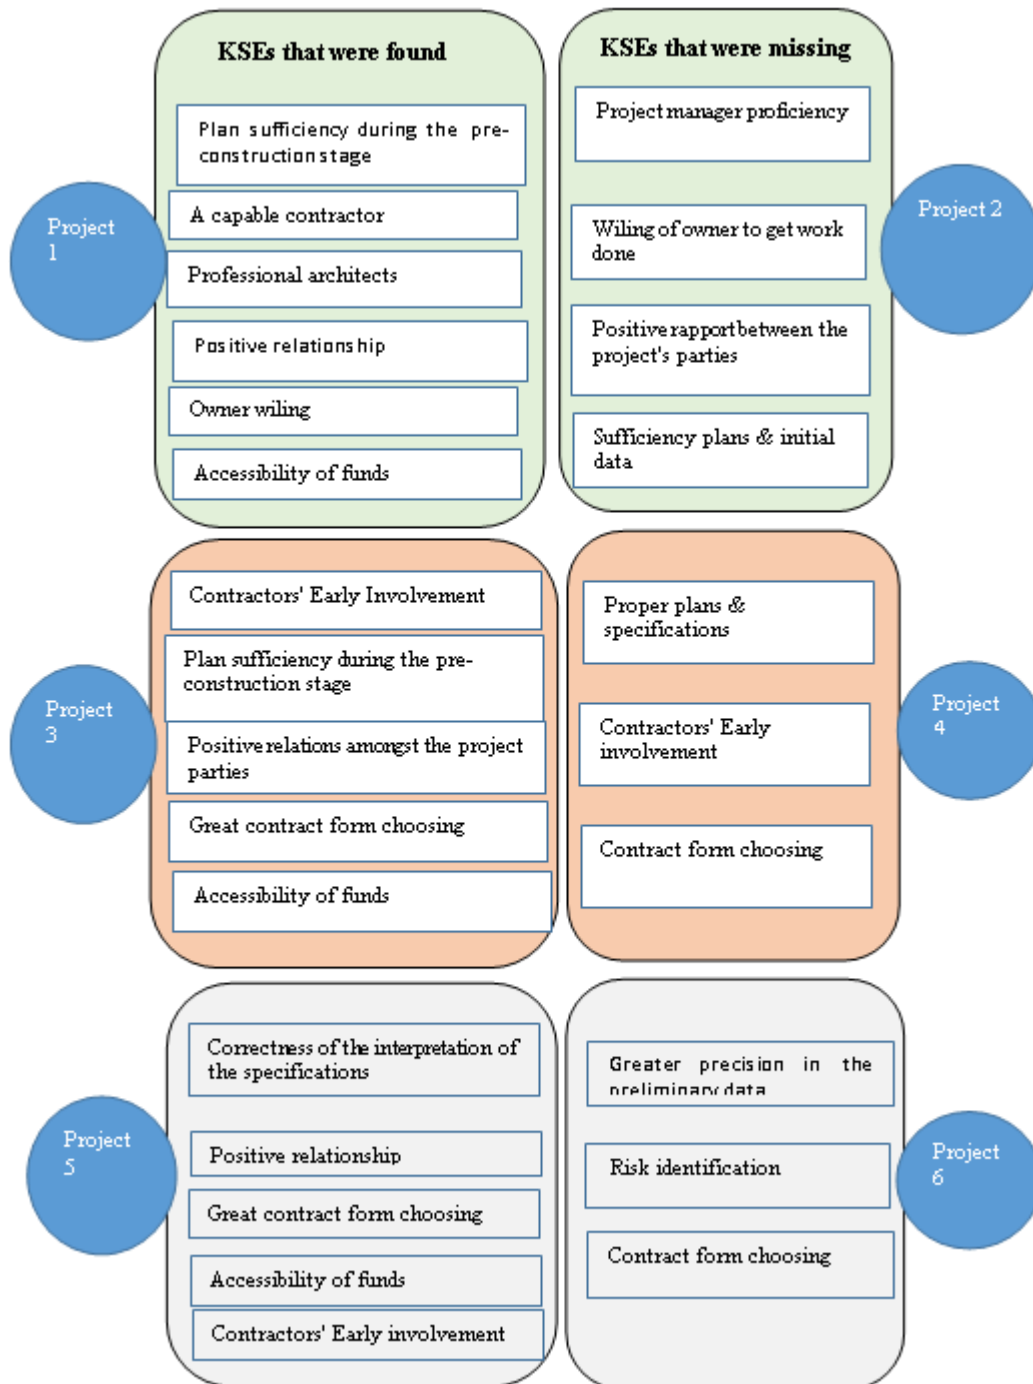 KSEs that were found
Plan sufficiency during the pre-
construction stage
A capable contractor
Professional architects
Positive relationship
Owner wiling
Accessibility of funds
Project
1
KSEs that were missing
Project manager proficiency
Wiling of owner to get work
done
Positive rapport between the
project's parties
Sufficiency plans & initial
data
Project 2
Contractors' Early Involvement
Plan sufficiency during the pre-
construction stage
Positive relations amongst the project
parties
Great contract form choosing
Accessibility of funds
Project
3
Proper plans &
specifications
Contractors' Early
involvement
Contract form choosing
Project
4
Correctness of the interpretation of
the specifications
Positive relationship
Great contract form choosing
Accessibility of funds
Contractors' Early involvement
Project
5
Greater precision in the
preliminary data
Risk identification
Contract form choosing
Project
6